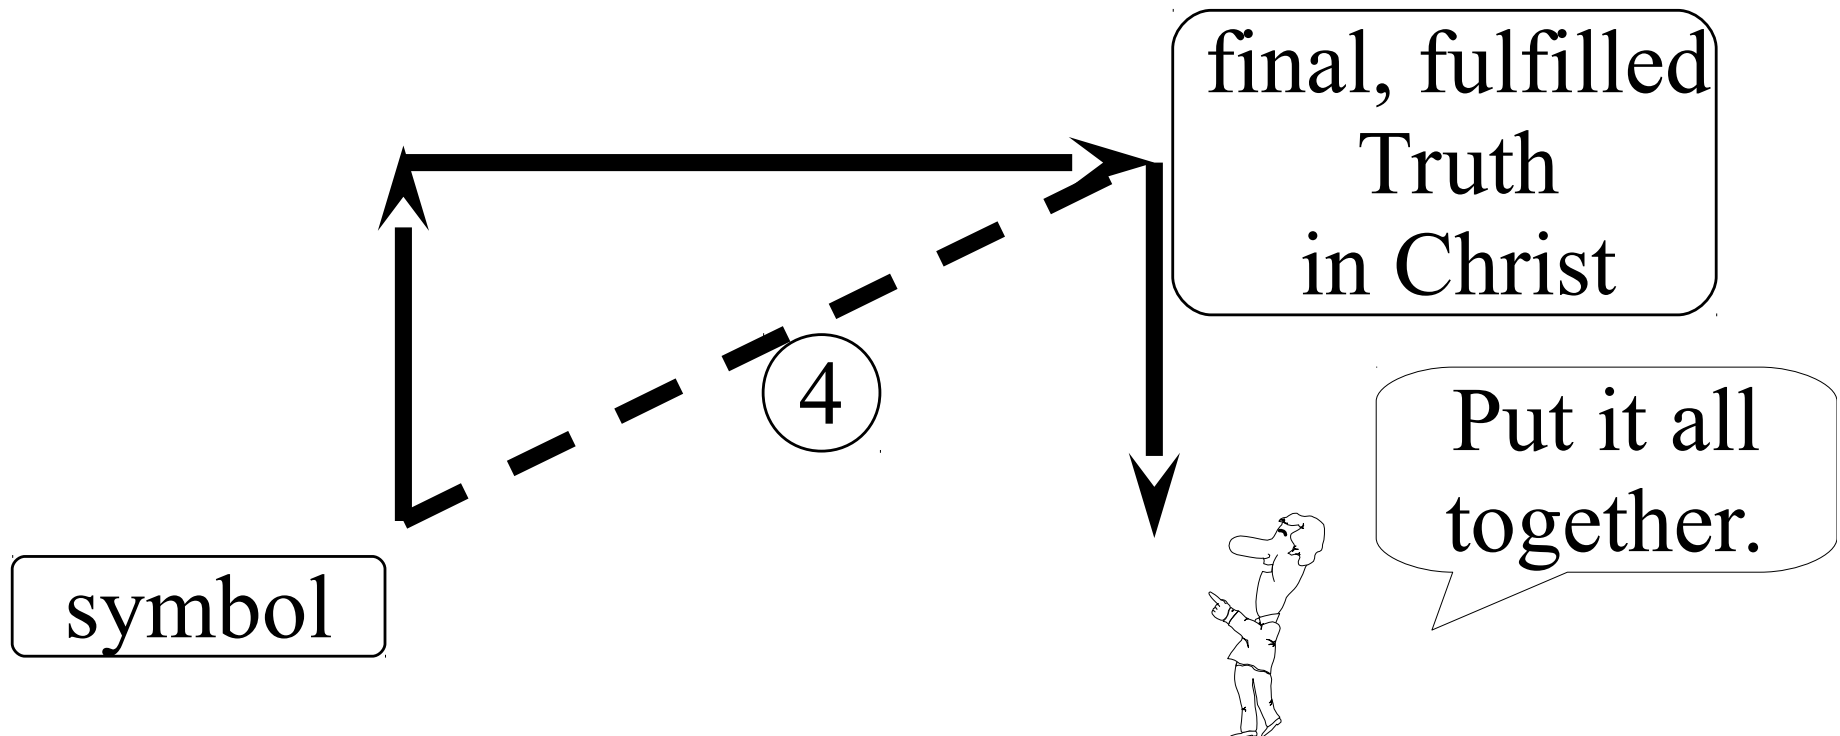 final, fulfilled
Truth
in Christ
4
Put it all
together.
symbol